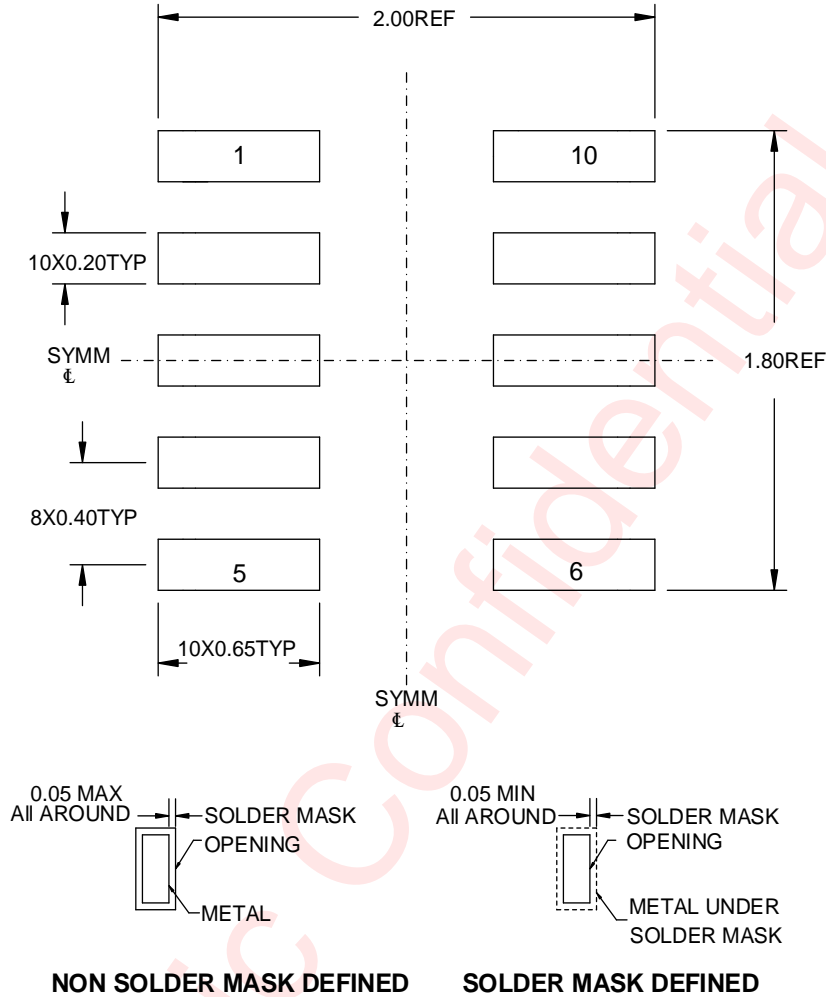 2.00REF
1
10
10X0.20TYP
SYMM
℄
1.80REF
8X0.40TYP
5
6
10X0.65TYP
SYMM
℄
0.05 MAX
All AROUND
SOLDER MASK
OPENING
METAL
0.05 MIN
All AROUND
SOLDER MASK
OPENING
METAL UNDER
SOLDER MASK
NON SOLDER MASK DEFINED
SOLDER MASK DEFINED
Confidential